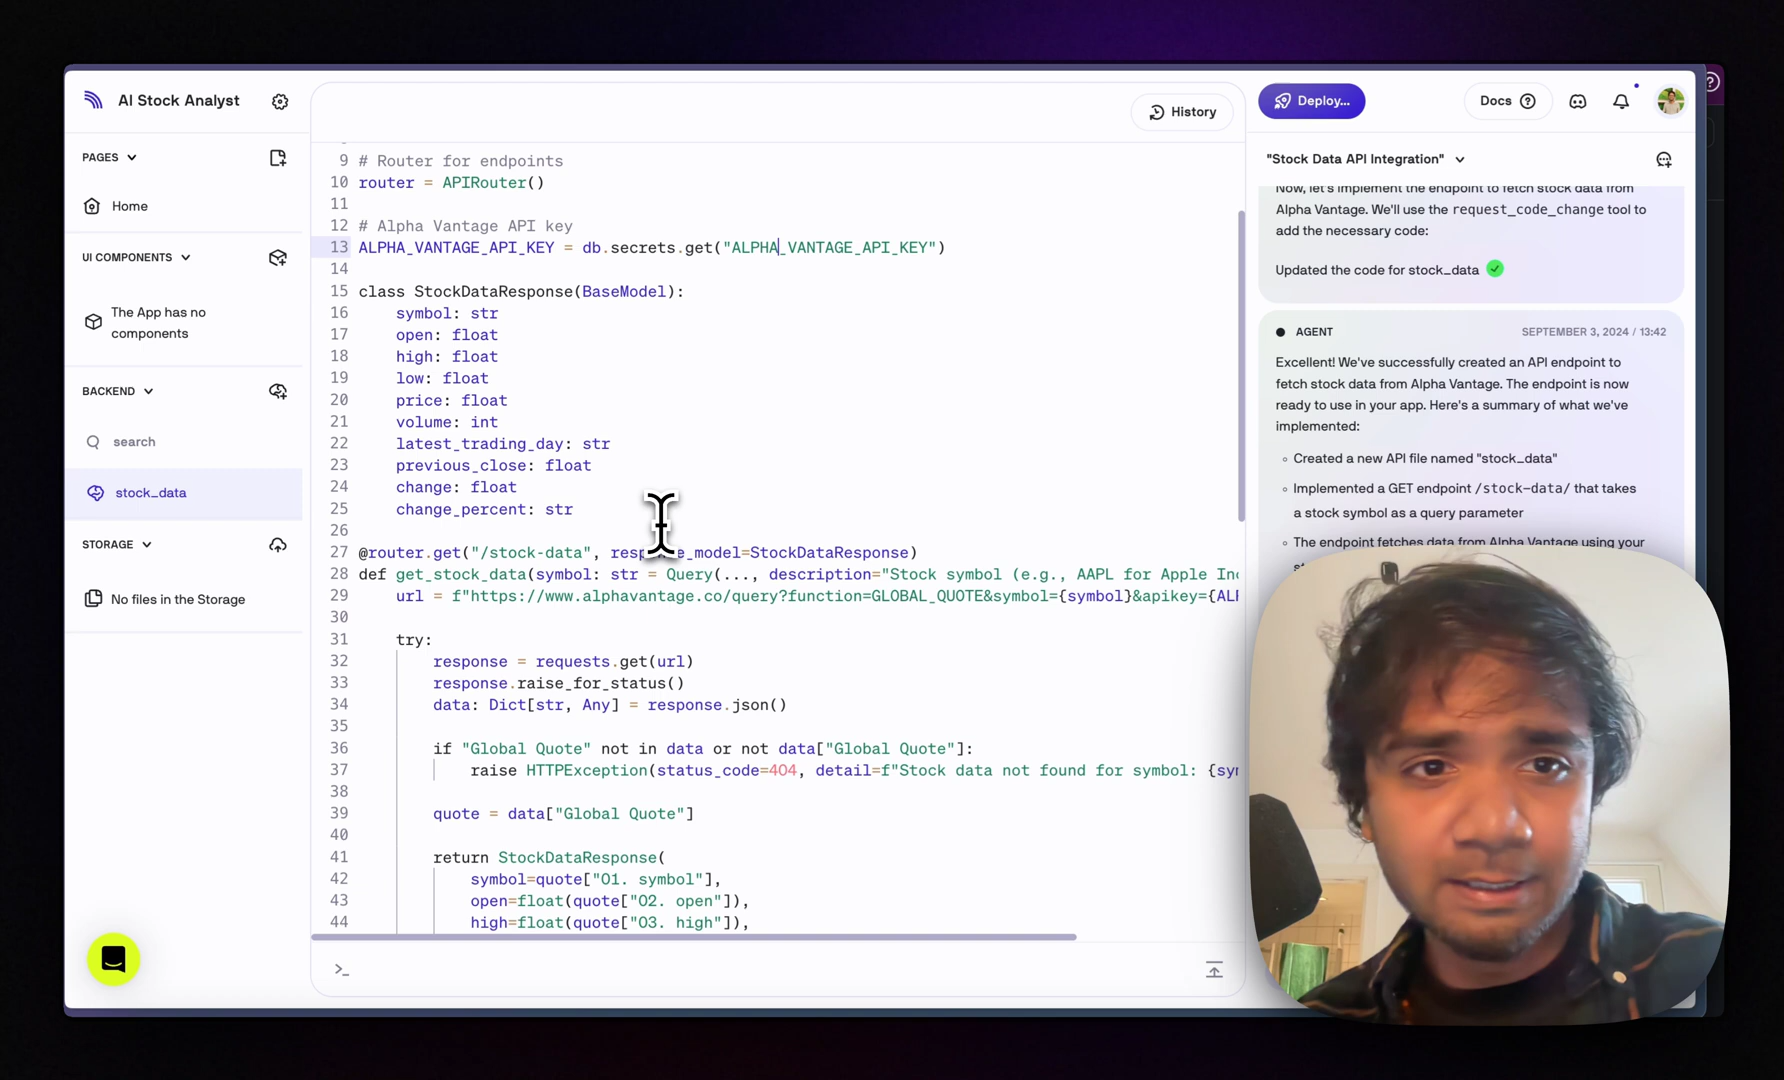 AI Stock Analyst
PAGES
Home
UI COMPONENTS
The App has no
components
BACKEND
search
stock_data
STORAGE
No files in the Storage
History
9 # Router for endpoints
10 router = APIRouter()
11
12 # Alpha Vantage API key
13 ALPHA_VANTAGE_API_KEY = db.secrets.get("ALPHA_VANTAGE_API_KEY")
14
15 class StockDataResponse(BaseModel):
16 symbol: str
17 open: float
18 high: float
19 low: float
20 price: float
21 volume: int
22 latest_trading_day: str
23 previous_close: float
24 change: float
25 change_percent: str
26
27 @router.get("/stock-data", response_model=StockDataResponse)
28 def get_stock_data(symbol: str = Query(..., description="Stock symbol (e.g., AAPL for Apple Inc
29 url = f"https://www.alphavantage.co/query?function=GLOBAL_QUOTE&symbol={symbol}&apikey={ALP
30
31 try:
32 response = requests.get(url)
33 response.raise_for_status()
34 data: Dict[str, Any] = response.json()
35
36 if "Global Quote" not in data or not data["Global Quote"]:
37 raise HTTPException(status_code=404, detail=f"Stock data not found for symbol: {sym
38
39 quote = data["Global Quote"]
40
41 return StockDataResponse(
42 symbol=quote["01. symbol"],
43 open=float(quote["02. open"]),
44 high=float(quote["03. high"]),
>_
Deploy...
Docs
"Stock Data API Integration"
Now, let's implement the endpoint to fetch stock data from
Alpha Vantage. We'll use the request_code_change tool to
add the necessary code:
Updated the code for stock_data
AGENT SEPTEMBER 3, 2024 / 13:42
Excellent! We've successfully created an API endpoint to
fetch stock data from Alpha Vantage. The endpoint is now
ready to use in your app. Here's a summary of what we've
implemented:
Created a new API file named "stock_data"
Implemented a GET endpoint /stock-data/ that takes
a stock symbol as a query parameter
The endpoint fetches data from Alpha Vantage using your